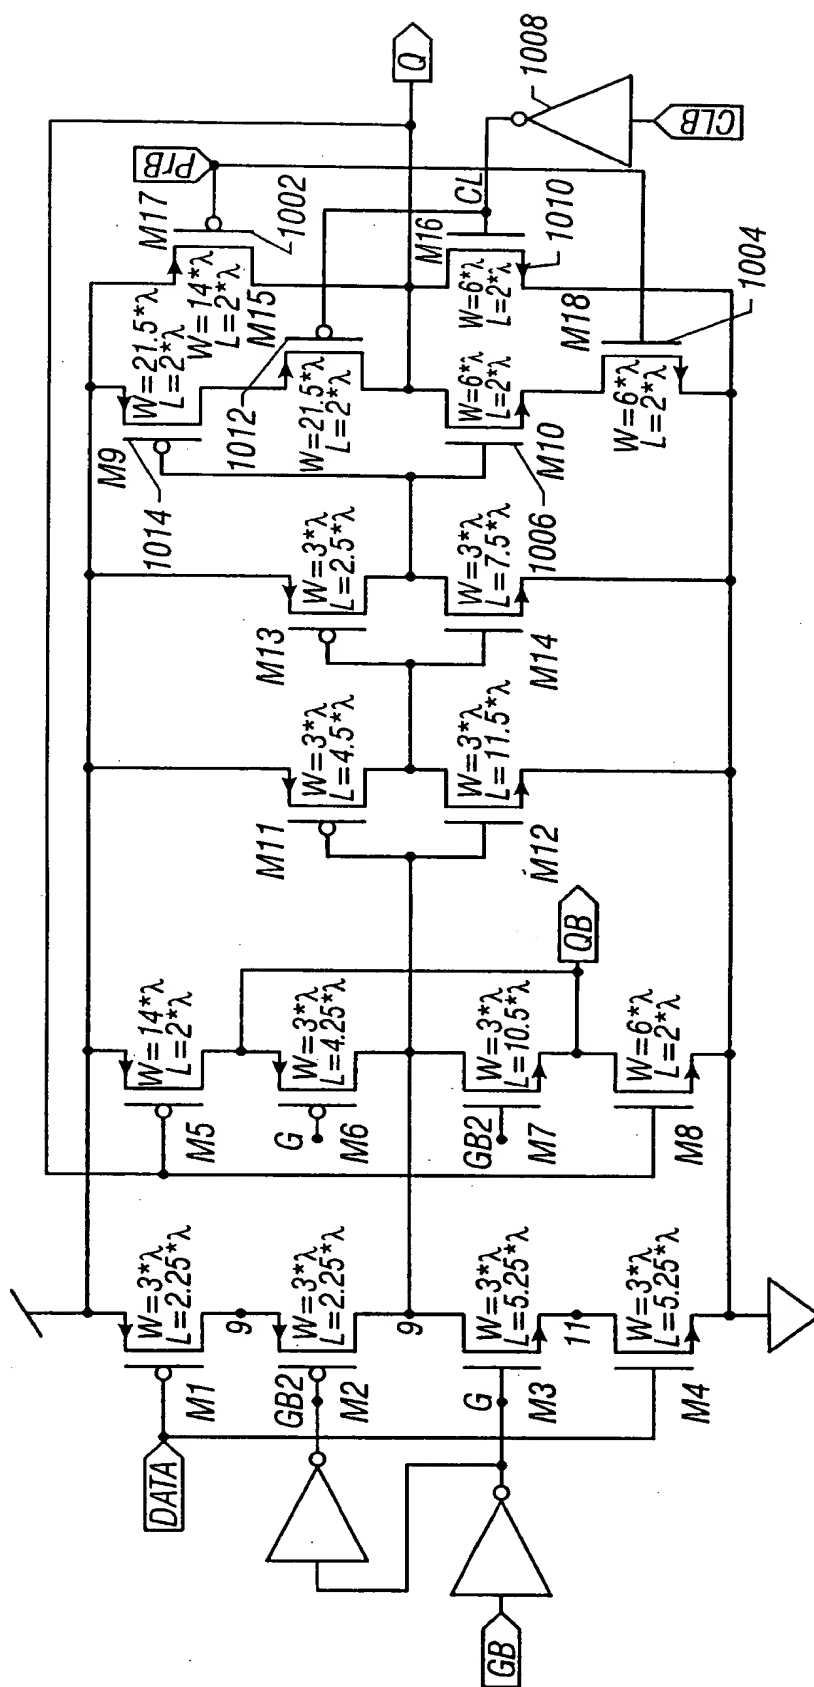 DATA
M1
W=3*λ
L=2.25*λ
9
GB2
M2
W=3*λ
L=2.25*λ
9
G
M3
W=3*λ
L=5.25*λ
11
M4
W=3*λ
L=5.25*λ
GB
M5
W=14*λ
L=2*λ
G
M6
W=3*λ
L=4.25*λ
GB2
M7
W=3*λ
L=10.5*λ
M8
W=6*λ
L=2*λ
QB
M11
W=3*λ
L=4.5*λ
M12
W=3*λ
L=11.5*λ
M13
W=3*λ
L=2.5*λ
M14
W=3*λ
L=7.5*λ
M9
1014
W=21.5*λ
L=2*λ
1012
W=21.5*λ
L=2*λ
M15
W=6*λ
L=2*λ
M10
1006
M17
W=14*λ
L=2*λ
1002
PrB
CL
M16
W=6*λ
L=2*λ
1010
M18
W=6*λ
L=2*λ
1004
Q
1008
CLB